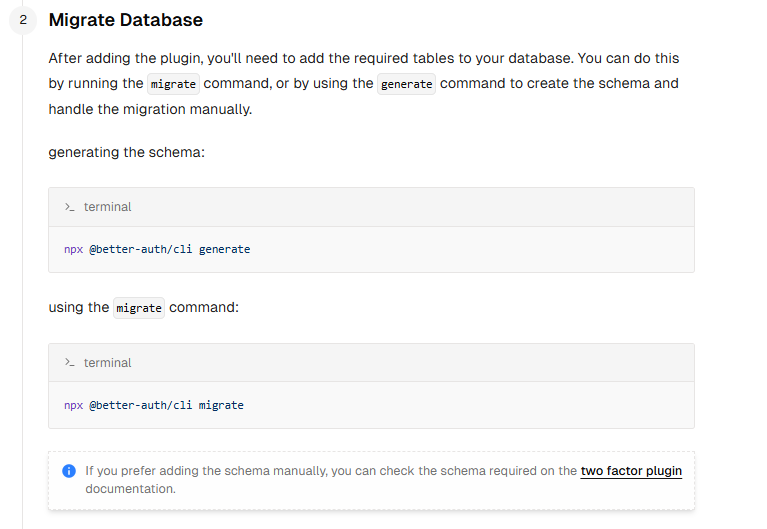 2
Migrate Database
After adding the plugin, you'll need to add the required tables to your database. You can do this
by running the migrate command, or by using the generate command to create the schema and
handle the migration manually.
generating the schema:
>_ terminal
npx @better-auth/cli generate
using the migrate command:
>_ terminal
npx @better-auth/cli migrate
If you prefer adding the schema manually, you can check the schema required on the two factor plugin
documentation.